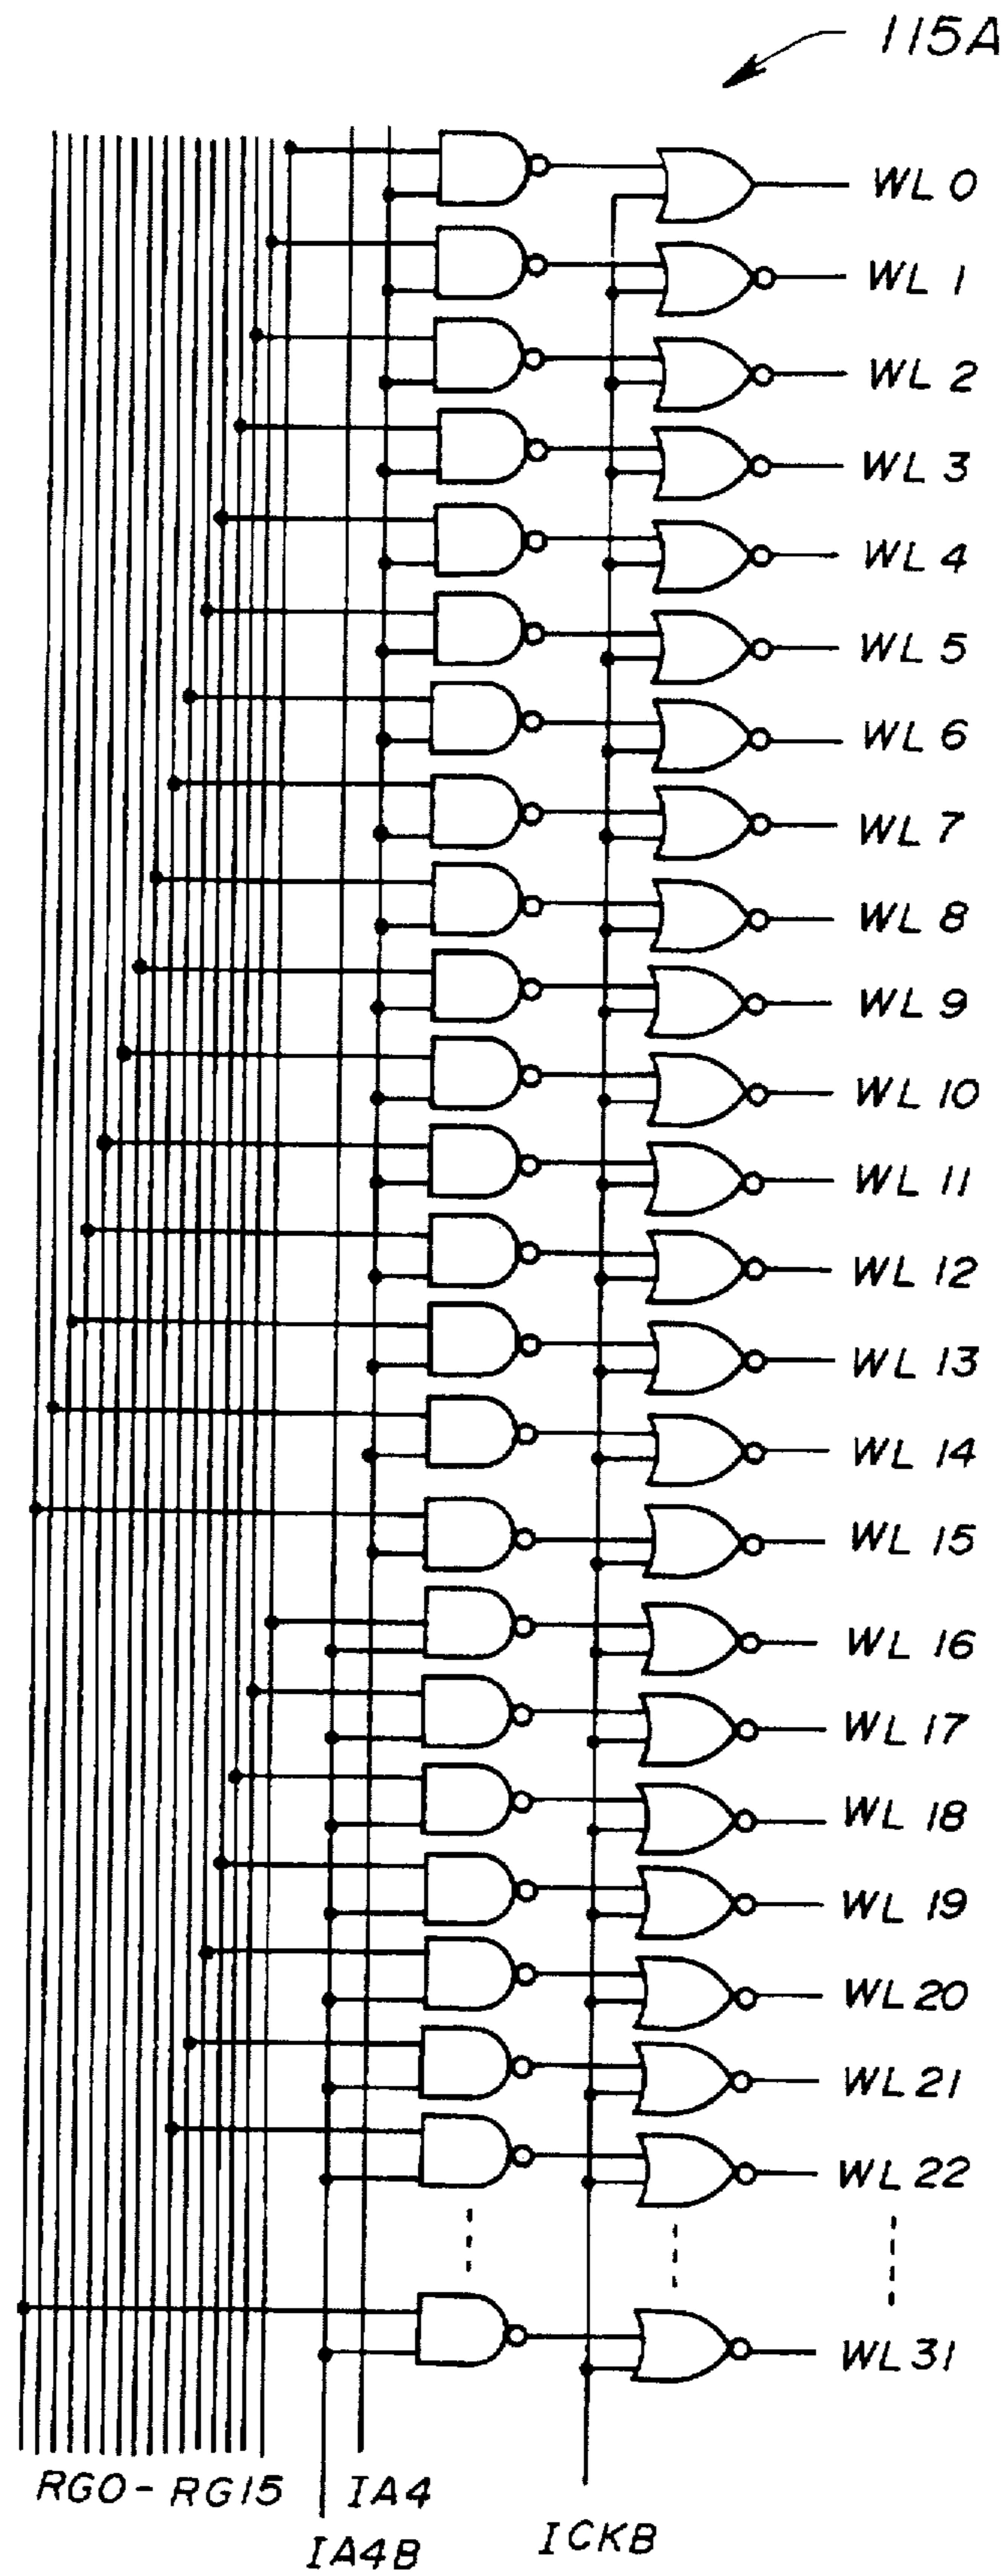 115A
WL 0
WL 1
WL 2
WL 3
WL 4
WL 5
WL 6
WL 7
WL 8
WL 9
WL 10
WL 11
WL 12
WL 13
WL 14
WL 15
WL 16
WL 17
WL 18
WL 19
WL 20
WL 21
WL 22
WL 31
RG0 - RG15 IA4
IA4B ICKB